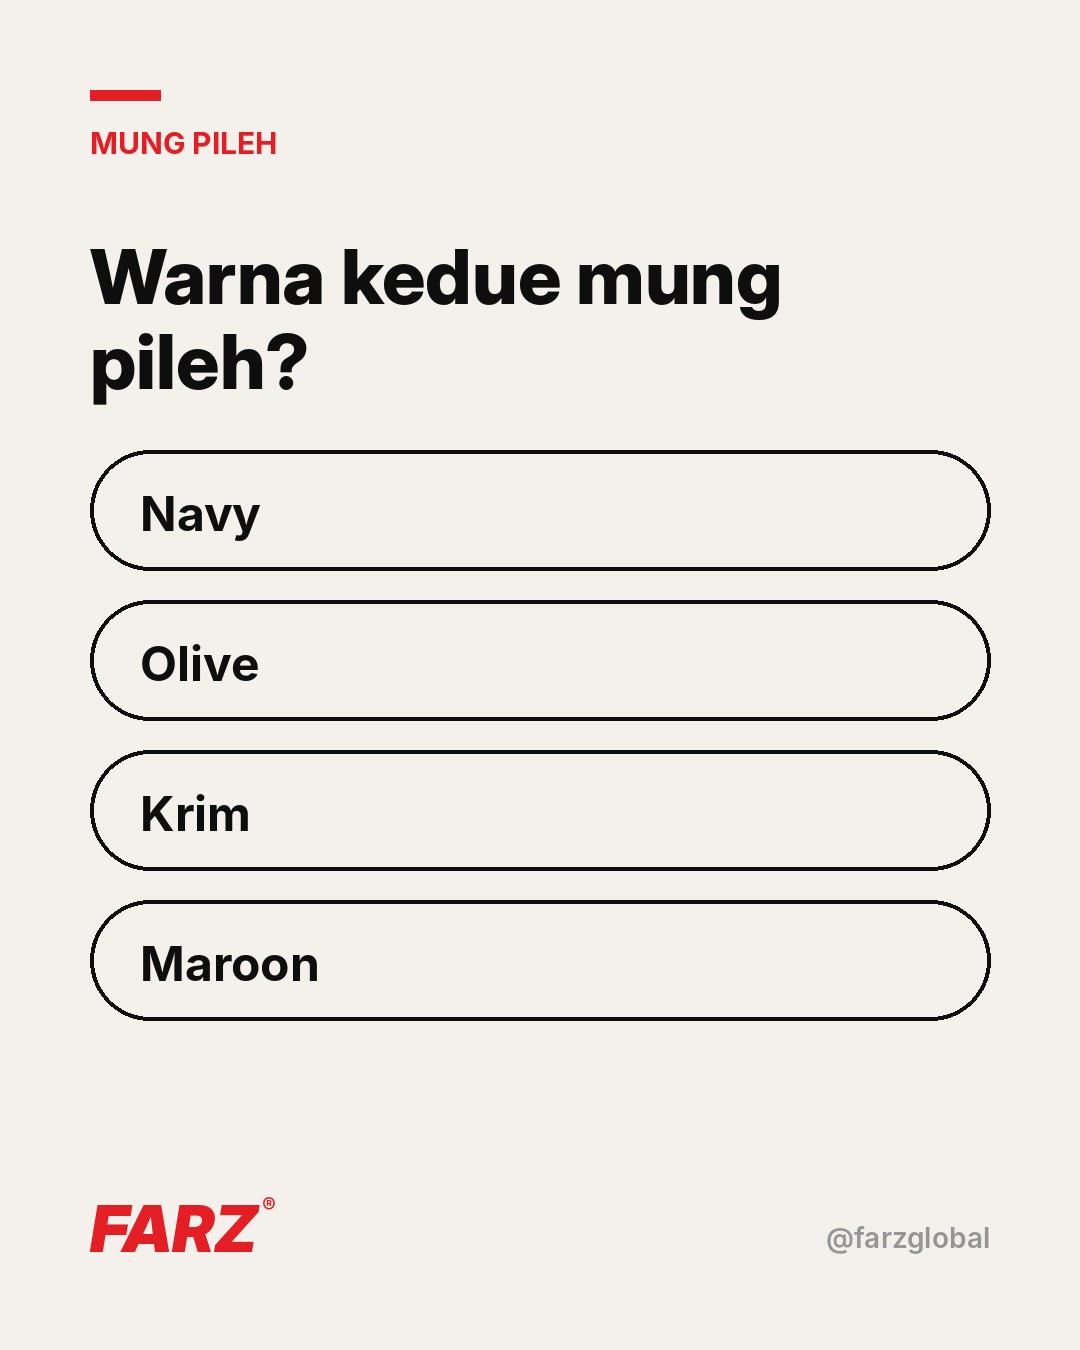 MUNG PILEH
Warna kedue mung
pileh?
Navy
Olive
Krim
Maroon
FARZ®
@farzglobal